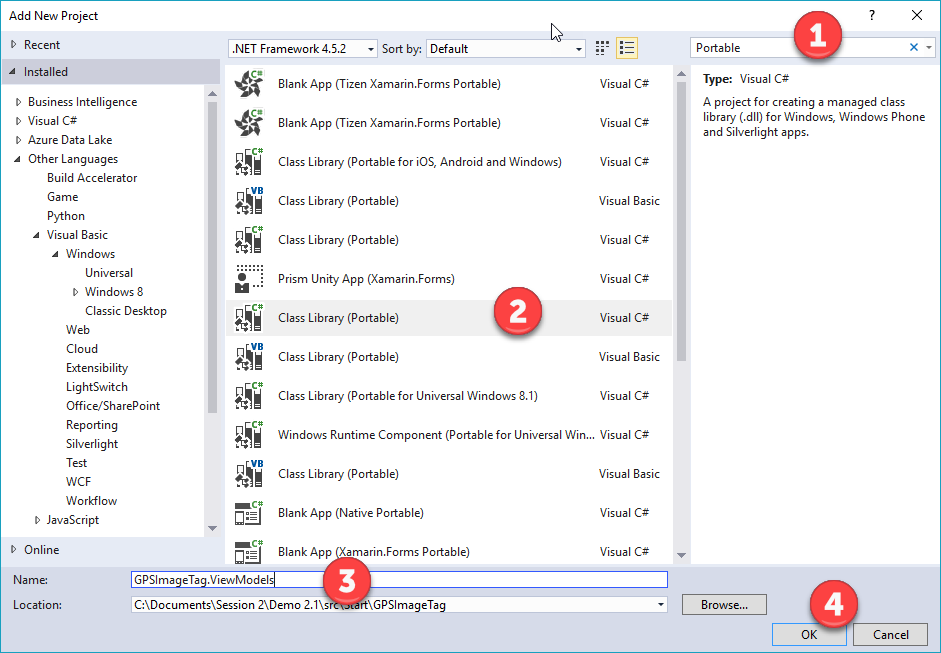 Add New Project
?
Recent
.NET Framework 4.5.2
Sort by:
Default
Portable
1
Installed
Business Intelligence
Visual C#
Azure Data Lake
Other Languages
Build Accelerator
Game
Python
Visual Basic
Windows
Universal
Windows 8
Classic Desktop
Web
Cloud
Extensibility
LightSwitch
Office/SharePoint
Reporting
Silverlight
Test
WCF
Workflow
JavaScript
Online
C# Blank App (Tizen Xamarin.Forms Portable) Visual C#
C# Blank App (Tizen Xamarin.Forms Portable) Visual C#
C# Class Library (Portable for iOS, Android and Windows) Visual C#
VB Class Library (Portable) Visual Basic
C# Class Library (Portable) Visual C#
Prism Unity App (Xamarin.Forms) Visual C#
C# Class Library (Portable) 2 Visual C#
VB Class Library (Portable) Visual Basic
C# Class Library (Portable for Universal Windows 8.1) Visual C#
C# Windows Runtime Component (Portable for Universal Win... Visual C#
VB Class Library (Portable) Visual Basic
C# Blank App (Native Portable) Visual C#
C# Blank App (Xamarin.Forms Portable) Visual C#
Type: Visual C#
A project for creating a managed class
library (.dll) for Windows, Windows Phone
and Silverlight apps.
Name: GPSImageTag.ViewModels
3
Location: C:\Documents\Session 2\Demo 2.1\src\Start\GPSImageTag
Browse...
4
OK
Cancel